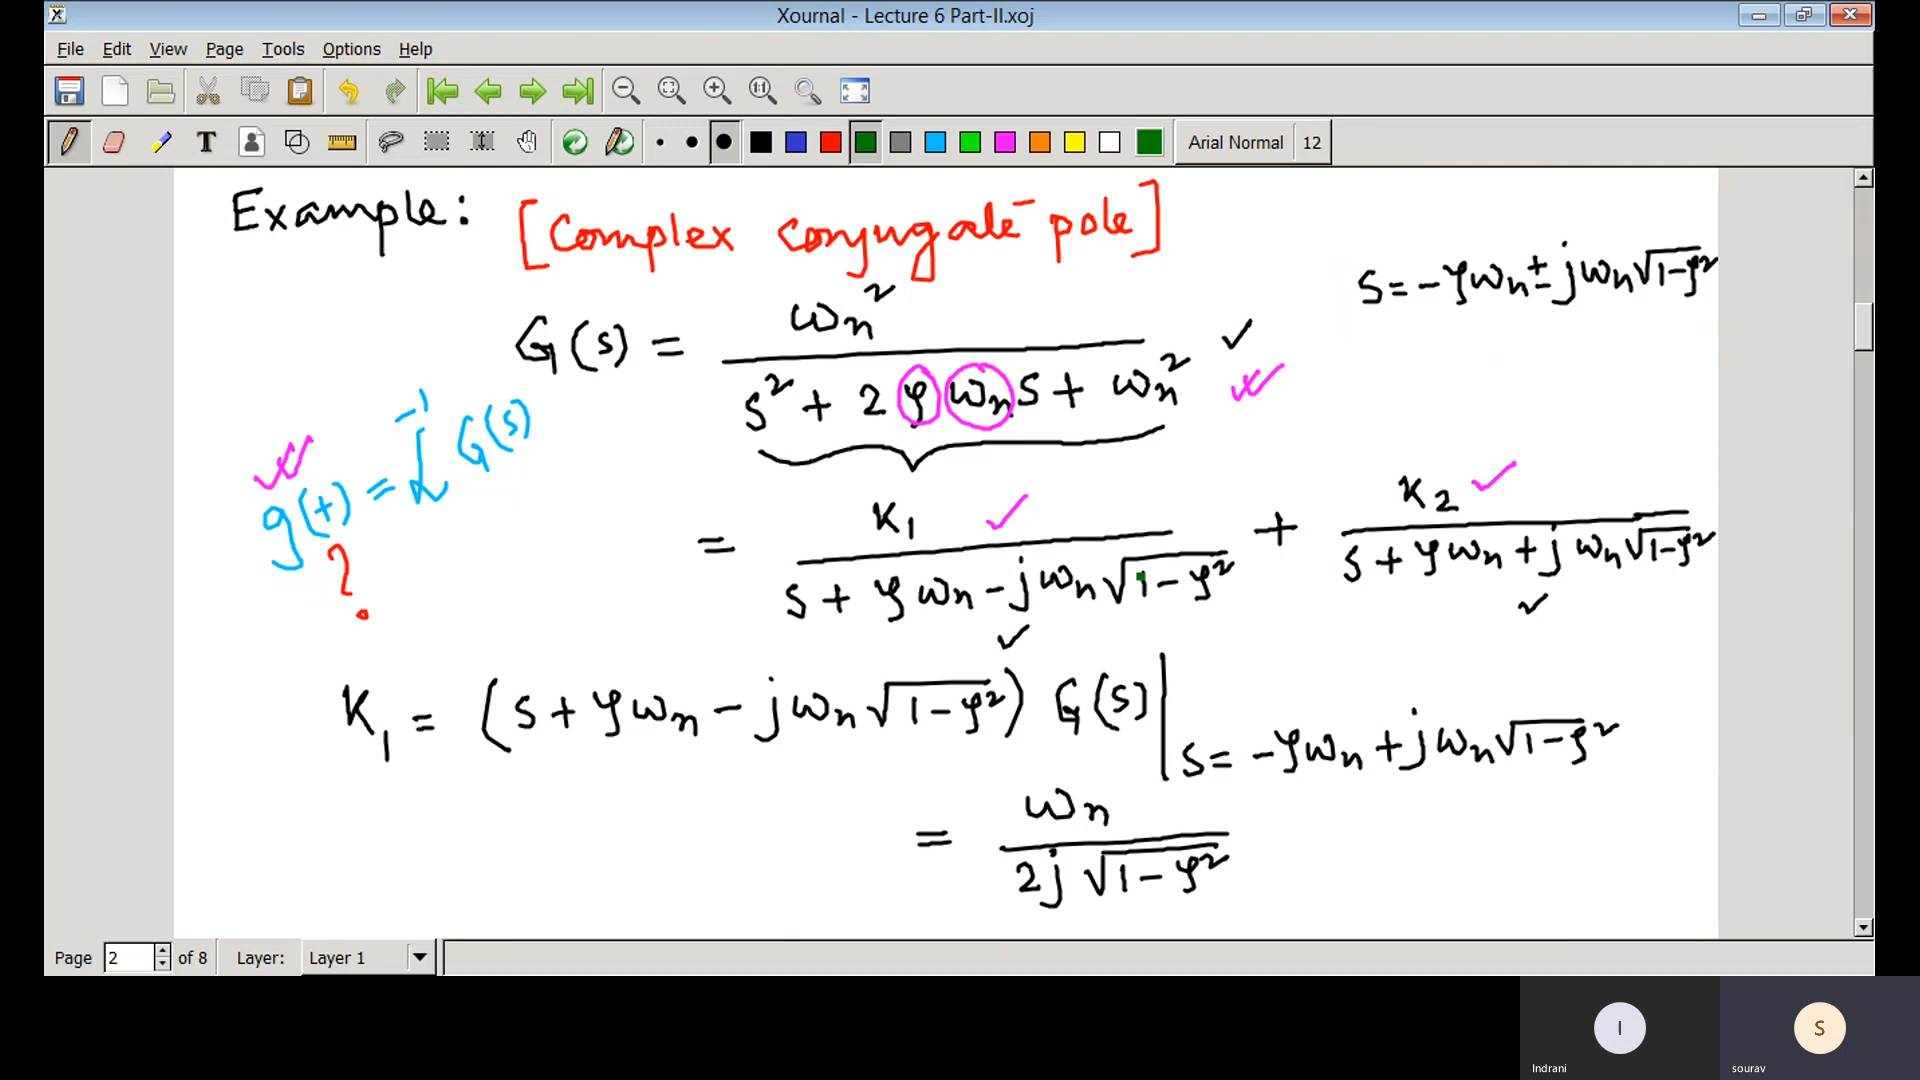 Xournal - Lecture 6 Part-II.xoj
File Edit View Page Tools Options Help
Arial Normal 12
Example: [Complex conjugate pole]
s = -ζωn ± jωn√1-ζ²
G(s) = ωn² / s² + 2ζωn s + ωn²
g(t) = L⁻¹ G(s)
?
= K1 / s + ζωn - jωn√1-ζ² + K2 / s + ζωn + jωn√1-ζ²
K1 = (s + ζωn - jωn√1-ζ²) G(s) | s = -ζωn + jωn√1-ζ²
= ωn / 2j√1-ζ²
Page 2 of 8 Layer: Layer 1
I S
Indrani sourav